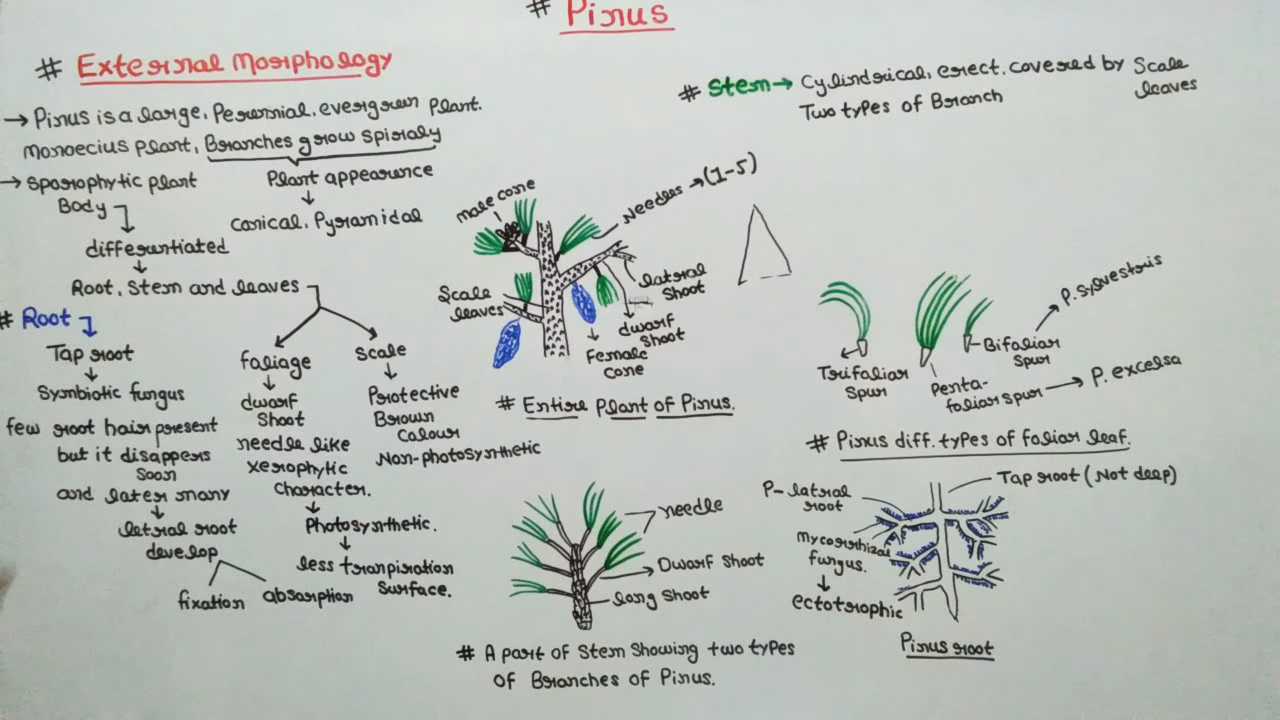 # Pinus
# External Morphology
→ Pinus is a large, Perennial, evergreen Plant.
Monoecius plant, Branches grow spiraly
Plant appearance
↓
Conical, Pyramidal
→ Sporophytic plant
Body
differentiated
↓
Root, Stem and leaves
# Root
Tap root
↓
Symbiotic fungus
few root hair present
but it disappers
soon
and later many
↓
letral root
develop
fixation
absorption
foliage
↓
dwarf
Shoot
needle like
xerophytic
Character.
↓
Photosynthetic.
↓
less tranpiration
Surface.
Scale
↓
Protective
Brown
Colour
Non-photosynthetic
# Stem → Cylindrical, erect, covered by Scale
leaves
Two types of Branch
male cone
Needles → (1-5)
Scale
leaves
latral
Shoot
dwarf
Shoot
Female
Cone
# Entire Plant of Pinus.
Trifoliar
Spur
Penta-
foliar spur → P. excelsa
Bifoliar
Spur
P. sylvestris
# Pinus diff. types of foliar leaf.
needle
Dwarf Shoot
long Shoot
# A part of Stem Showing two types
of Branches of Pinus.
Tap root (Not deep)
P-latral
root
mycorrhizal
fungus.
↓
ectotrophic
Pinus root